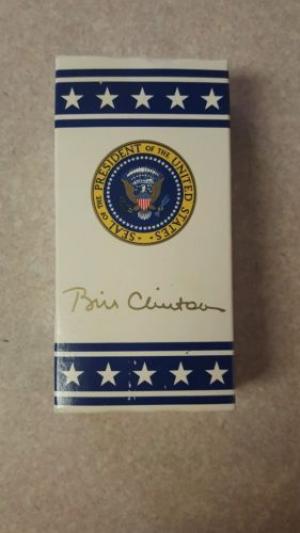 SEAL OF THE PRESIDENT OF THE UNITED STATES
Bill Clinton